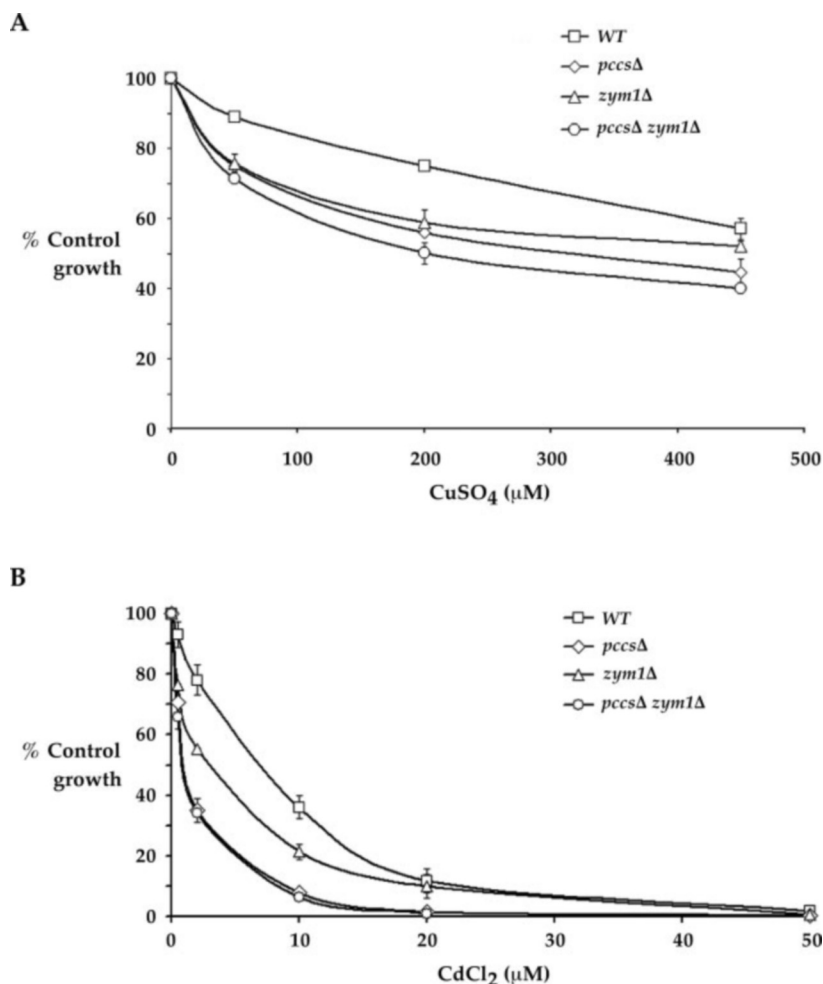 A
WT
pccsΔ
zym1Δ
pccsΔ zym1Δ
100
80
60
40
20
0
% Control
growth
0 100 200 300 400 500
CuSO4 (μM)
B
WT
pccsΔ
zym1Δ
pccsΔ zym1Δ
100
80
60
40
20
0
% Control
growth
0 10 20 30 40 50
CdCl2 (μM)